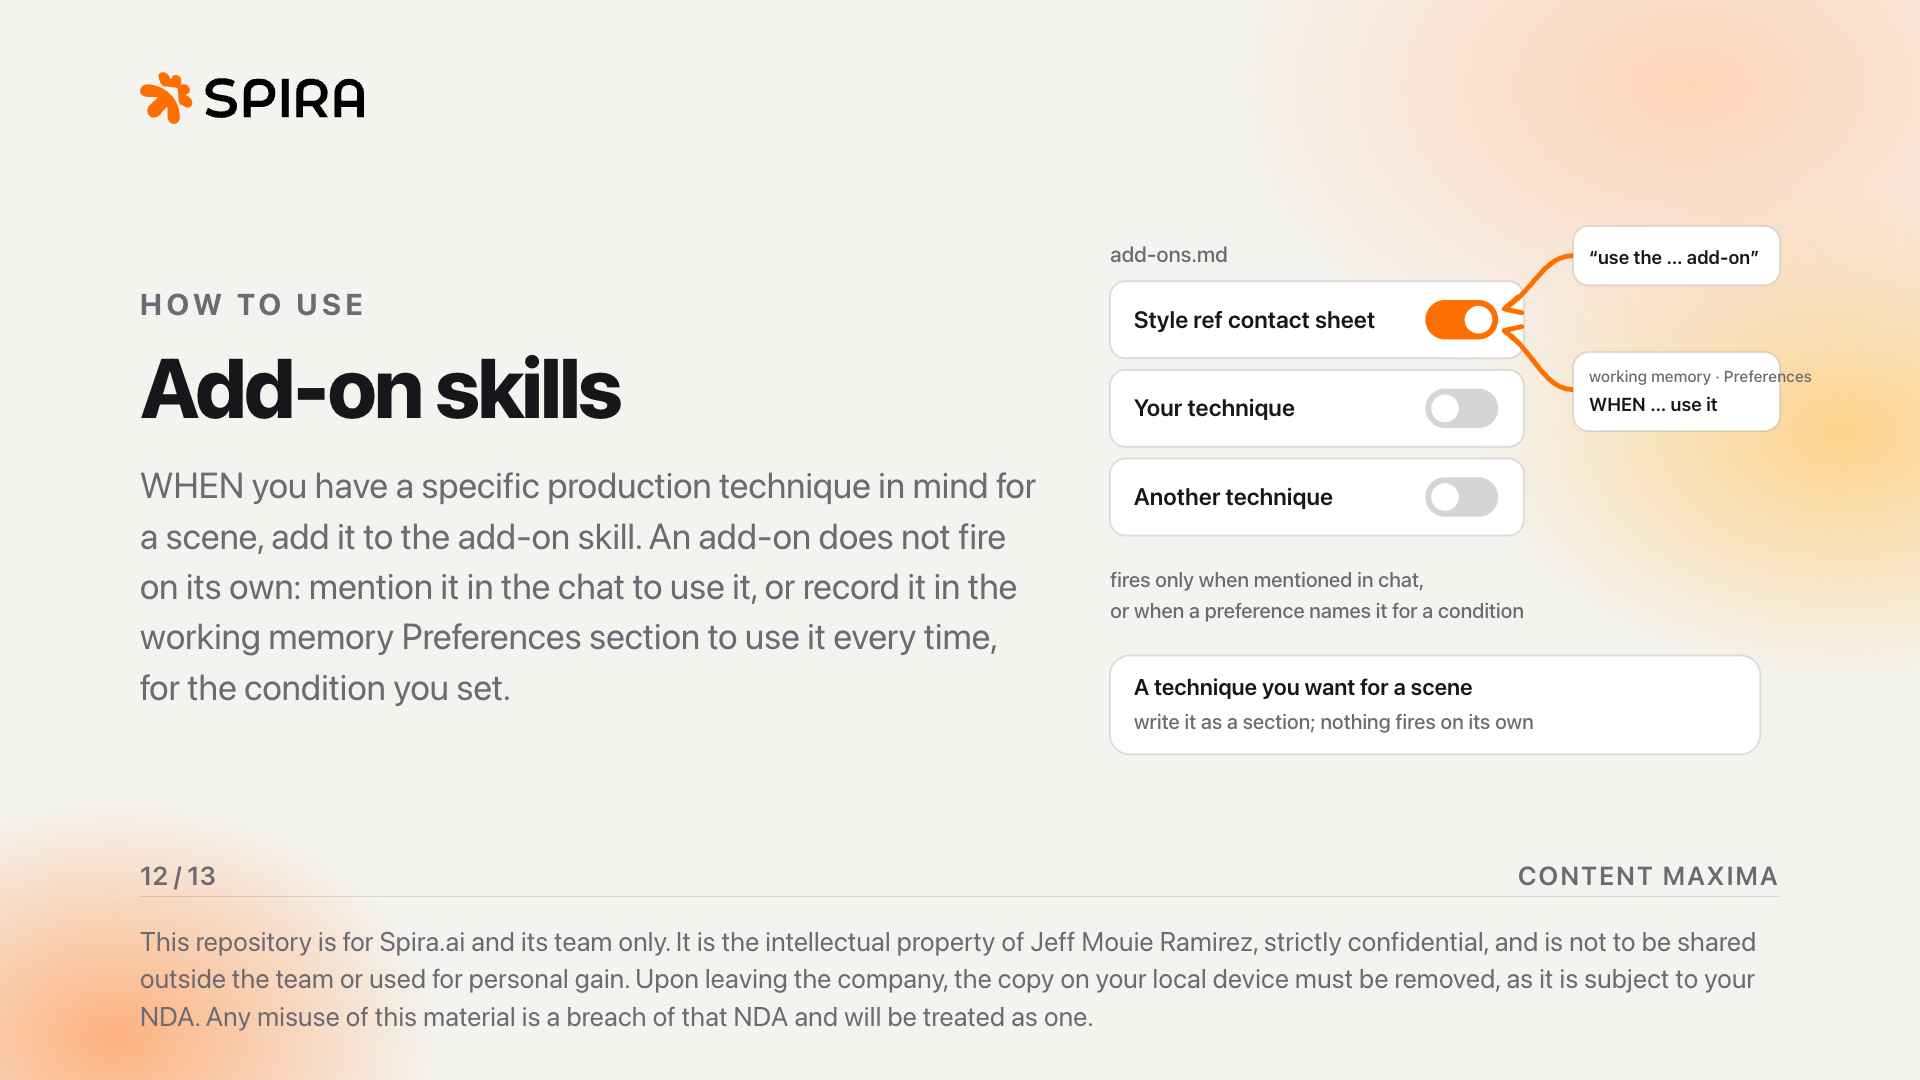 SPIRA
HOW TO USE
Add-on skills
WHEN you have a specific production technique in mind for
a scene, add it to the add-on skill. An add-on does not fire
on its own: mention it in the chat to use it, or record it in the
working memory Preferences section to use it every time,
for the condition you set.
add-ons.md
Style ref contact sheet
Your technique
Another technique
“use the ... add-on”
working memory · Preferences
WHEN ... use it
fires only when mentioned in chat,
or when a preference names it for a condition
A technique you want for a scene
write it as a section; nothing fires on its own
12 / 13
CONTENT MAXIMA
This repository is for Spira.ai and its team only. It is the intellectual property of Jeff Mouie Ramirez, strictly confidential, and is not to be shared
outside the team or used for personal gain. Upon leaving the company, the copy on your local device must be removed, as it is subject to your
NDA. Any misuse of this material is a breach of that NDA and will be treated as one.